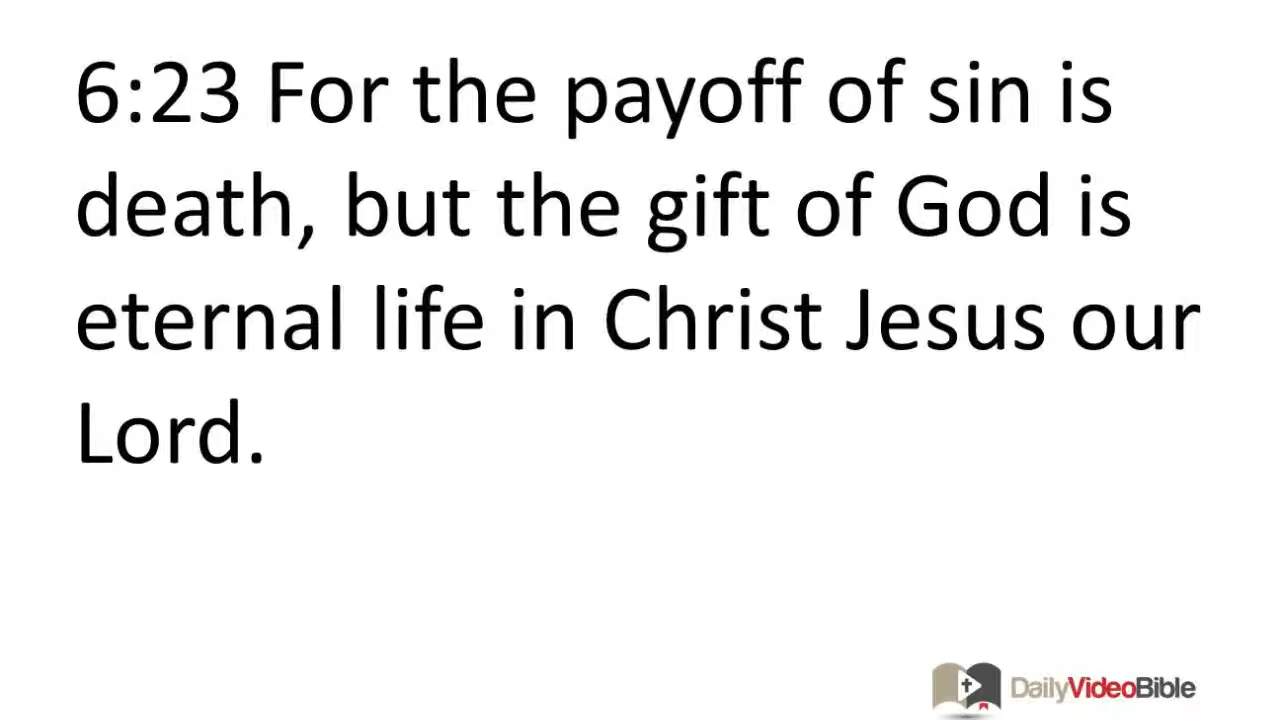 6:23 For the payoff of sin is
death, but the gift of God is
eternal life in Christ Jesus our
Lord.
DailyVideoBible